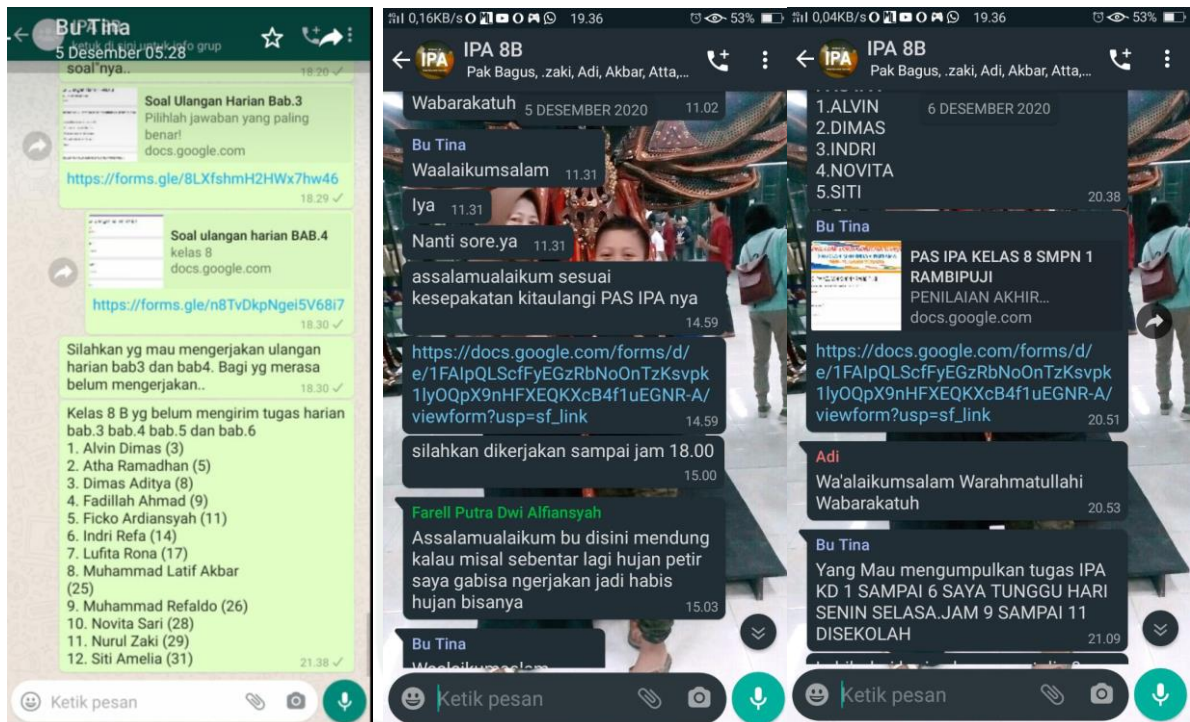 Bu Tina
5 Desember 05.28
soal"nya..
18.20
Soal Ulangan Harian Bab.3
Pilihlah jawaban yang paling
benar!
docs.google.com
https://forms.gle/8LXfshmH2HWx7hw46
18.29
Soal ulangan harian BAB.4
kelas 8
docs.google.com
https://forms.gle/n8TvDkpNgei5V68i7
18.30
Silahkan yg mau mengerjakan ulangan
harian bab3 dan bab4. Bagi yg merasa
belum mengerjakan..
18.30
Kelas 8 B yg belum mengirim tugas harian
bab.3 bab.4 bab.5 dan bab.6
1. Alvin Dimas (3)
2. Atha Ramadhan (5)
3. Dimas Aditya (8)
4. Fadillah Ahmad (9)
5. Ficko Ardiansyah (11)
6. Indri Refa (14)
7. Lufita Rona (17)
8. Muhammad Latif Akbar
(25)
9. Muhammad Refaldo (26)
10. Novita Sari (28)
11. Nurul Zaki (29)
12. Siti Amelia (31)
21.38
Ketik pesan
0,16KB/s 19.36 53%
IPA
IPA 8B
Pak Bagus, .zaki, Adi, Akbar, Atta,...
Wabarakatuh
5 DESEMBER 2020
11.02
Bu Tina
Waalaikumsalam 11.31
Iya 11.31
Nanti sore.ya 11.31
assalamualaikum sesuai
kesepakatan kitaulangi PAS IPA nya
14.59
https://docs.google.com/forms/d/
e/1FAIpQLScfFyEGzRbNoOnTzKsvpk
1lyOQpX9nHFXEQKXcB4f1uEGNR-A/
viewform?usp=sf_link
14.59
silahkan dikerjakan sampai jam 18.00
15.00
Farell Putra Dwi Alfiansyah
Assalamualaikum bu disini mendung
kalau misal sebentar lagi hujan petir
saya gabisa ngerjakan jadi habis
hujan bisanya
15.03
Bu Tina
Ketik pesan
0,04KB/s 19.36 53%
IPA
IPA 8B
Pak Bagus, .zaki, Adi, Akbar, Atta,...
6 DESEMBER 2020
1.ALVIN
2.DIMAS
3.INDRI
4.NOVITA
5.SITI
20.38
Bu Tina
PAS IPA KELAS 8 SMPN 1
RAMBIPUJI
PENILAIAN AKHIR...
docs.google.com
https://docs.google.com/forms/d/
e/1FAIpQLScfFyEGzRbNoOnTzKsvpk
1lyOQpX9nHFXEQKXcB4f1uEGNR-A/
viewform?usp=sf_link
20.51
Adi
Wa'alaikumsalam Warahmatullahi
Wabarakatuh
20.53
Bu Tina
Yang Mau mengumpulkan tugas IPA
KD 1 SAMPAI 6 SAYA TUNGGU HARI
SENIN SELASA.JAM 9 SAMPAI 11
DISEKOLAH
21.09
Ketik pesan